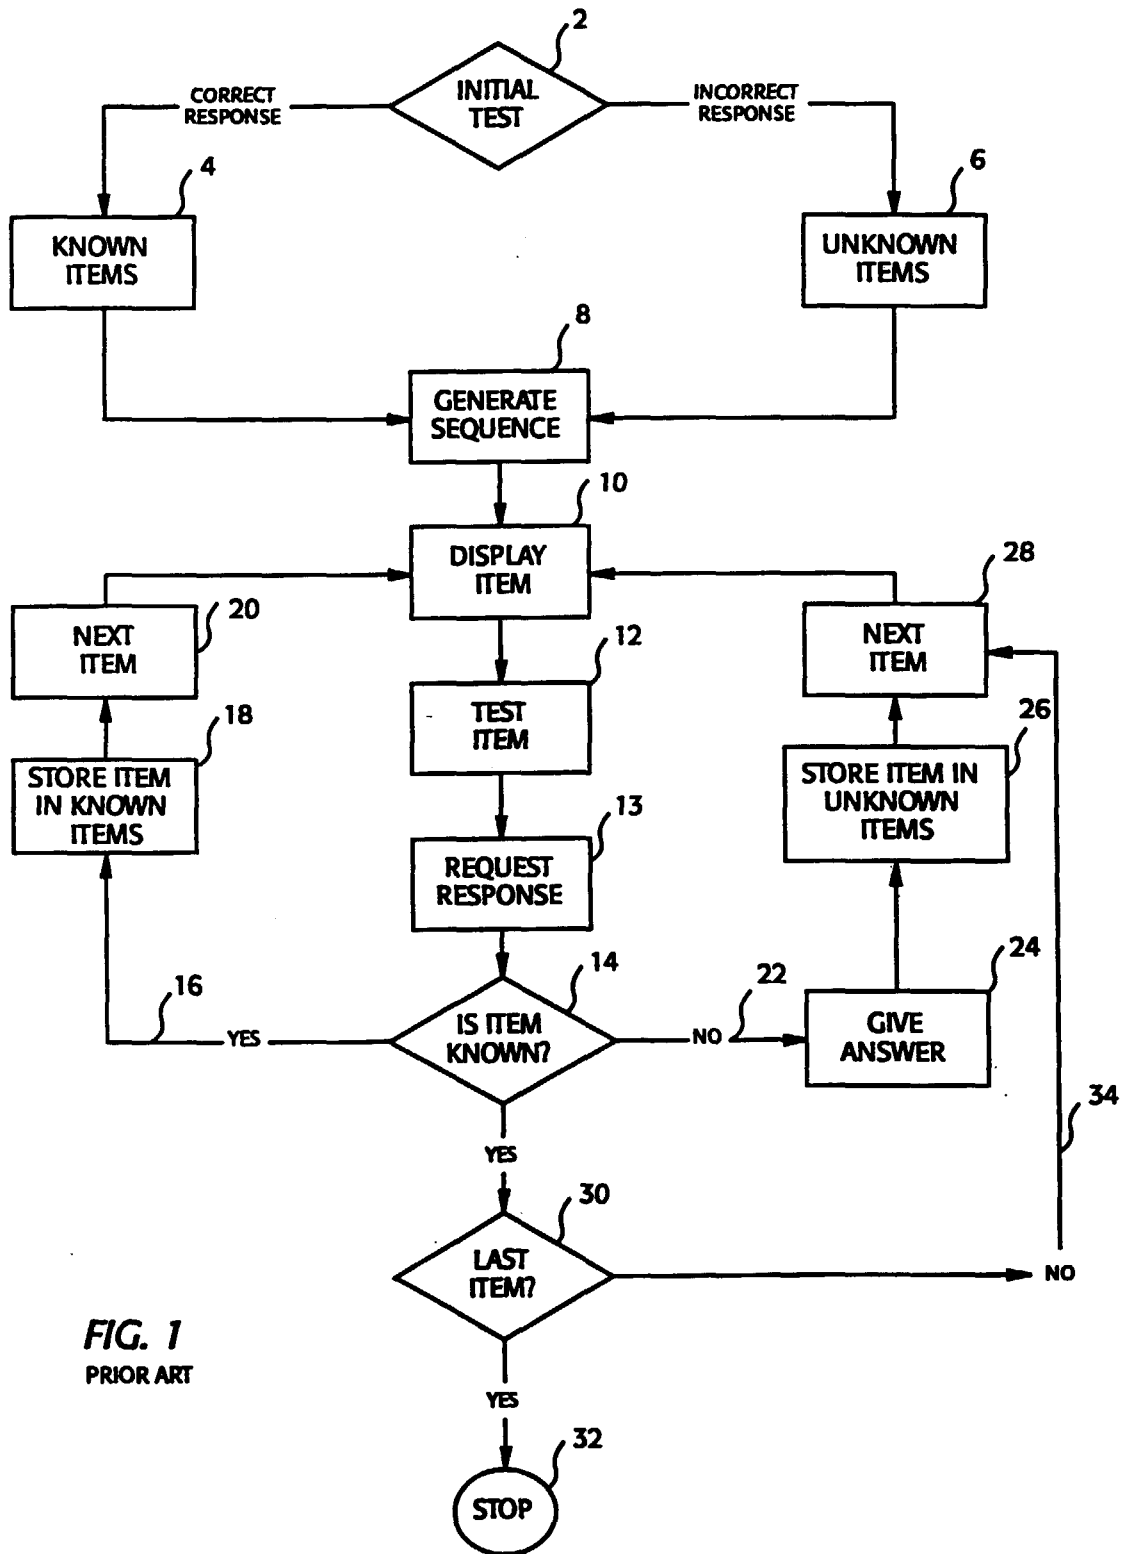 2
INITIAL
TEST
CORRECT
RESPONSE
INCORRECT
RESPONSE
4
KNOWN
ITEMS
6
UNKNOWN
ITEMS
8
GENERATE
SEQUENCE
10
DISPLAY
ITEM
20
NEXT
ITEM
28
NEXT
ITEM
12
TEST
ITEM
18
STORE ITEM
IN KNOWN
ITEMS
26
STORE ITEM IN
UNKNOWN
ITEMS
13
REQUEST
RESPONSE
14
IS ITEM
KNOWN?
16
YES
22
NO
24
GIVE
ANSWER
34
YES
30
LAST
ITEM?
NO
FIG. 1
PRIOR ART
YES
32
STOP